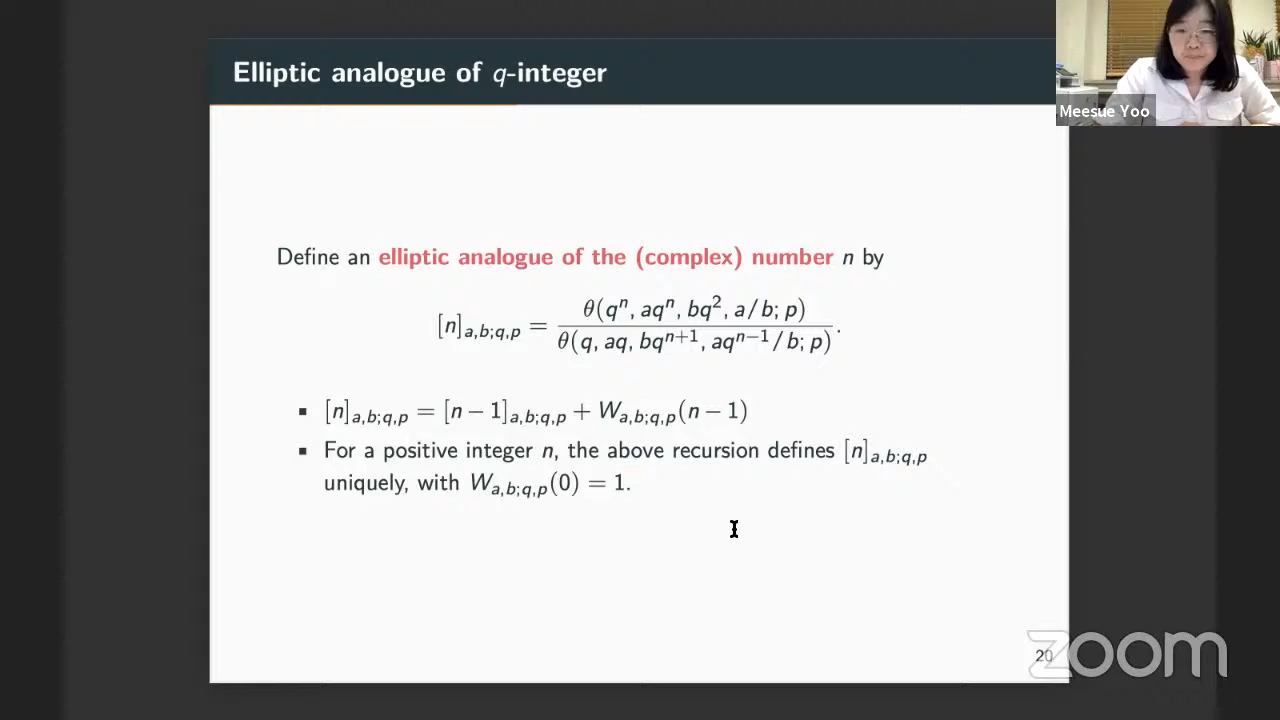 Elliptic analogue of q-integer
Meesue Yoo
Define an elliptic analogue of the (complex) number n by
[n]_{a,b;q,p} = \frac{θ(q^n, aq^n, bq^2, a/b; p)}{θ(q, aq, bq^{n+1}, aq^{n-1}/b; p)}.
▪ [n]_{a,b;q,p} = [n − 1]_{a,b;q,p} + W_{a,b;q,p}(n − 1)
▪ For a positive integer n, the above recursion defines [n]_{a,b;q,p}
uniquely, with W_{a,b;q,p}(0) = 1.
20
zoom